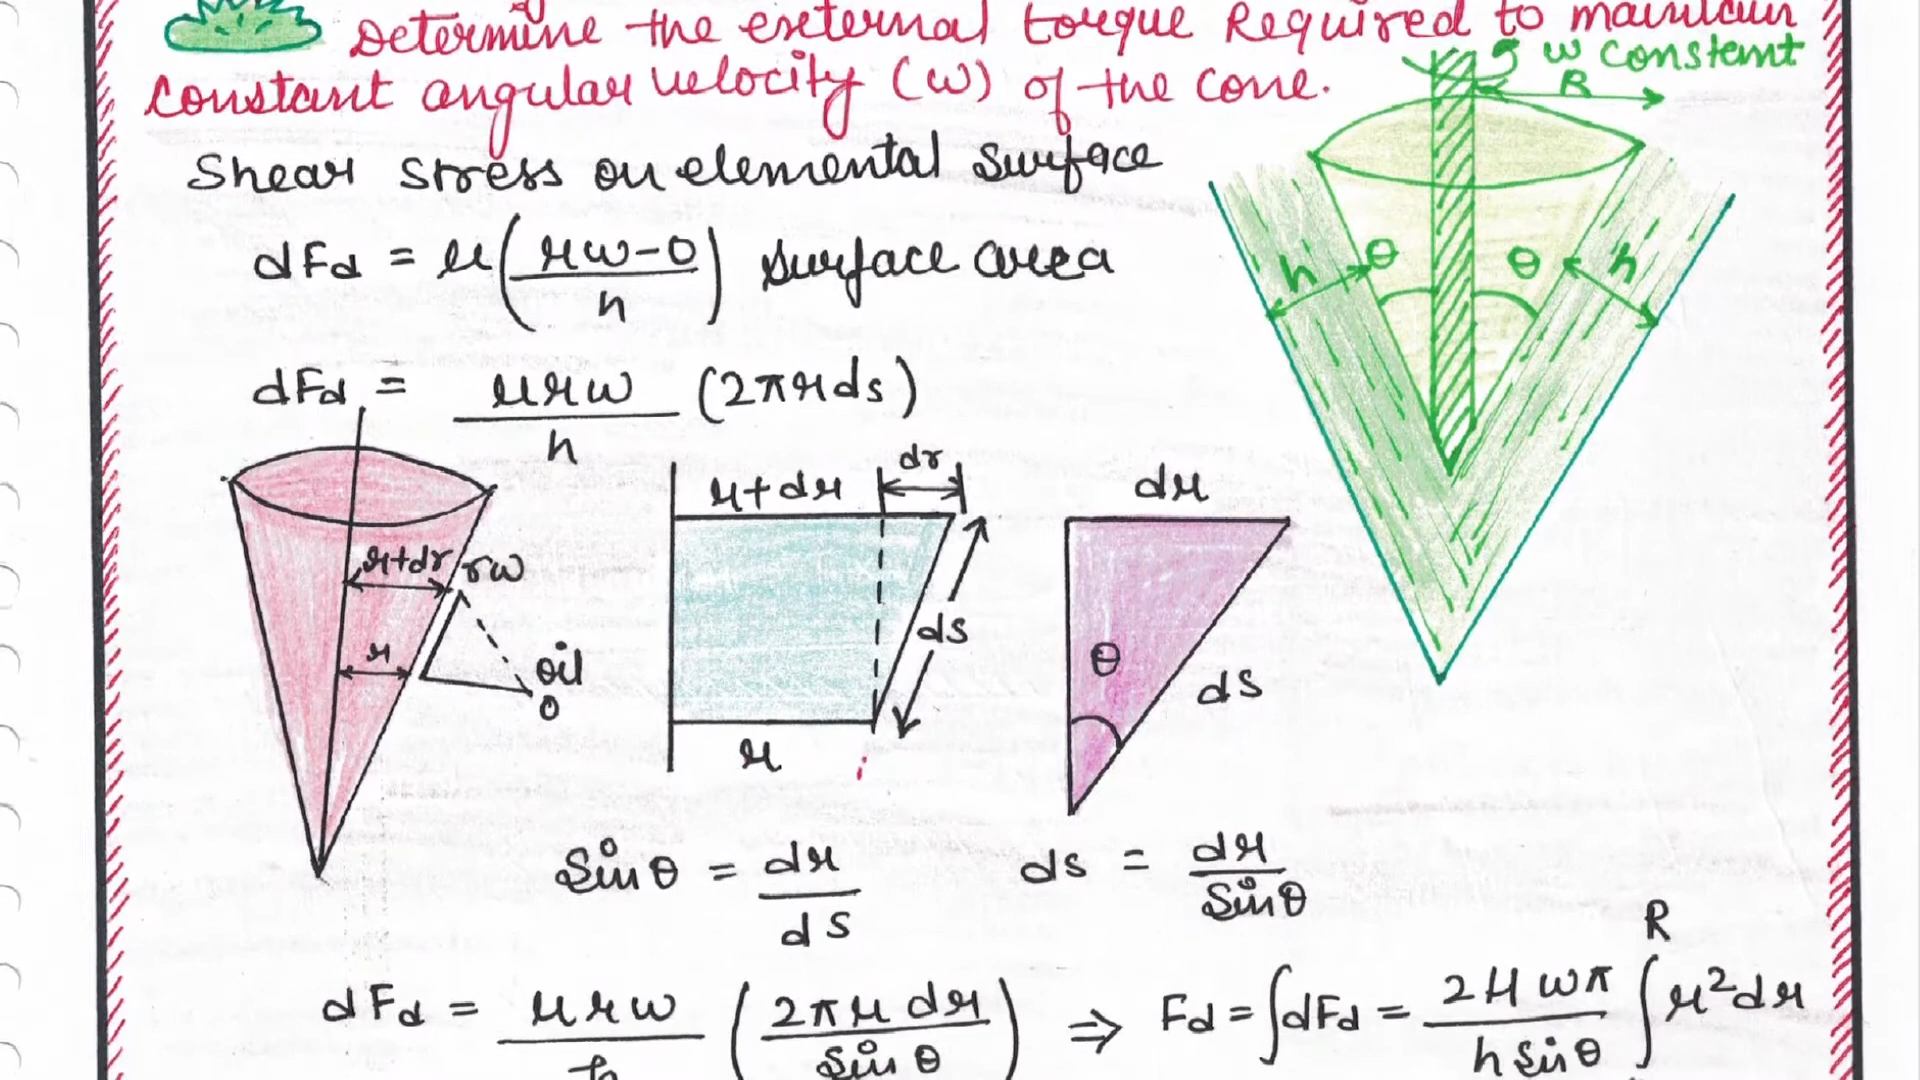 Determine the external torque Required to maintain
constant angular velocity (ω) of the cone.
ω constant
R
Shear stress on elemental surface
dFd = μ(rω-0/h) surface area
h θ θ h
dFd = μrω/h (2πrds)
r+dr rω
r
oil
0
r+dr dr
ds
r
dr
θ
ds
Sinθ = dr/ds
ds = dr/Sinθ
dFd = μrω/h (2πr dr/Sinθ) ⇒ Fd = ∫dFd = 2μωπ/h Sinθ ∫ᴿ r²dr